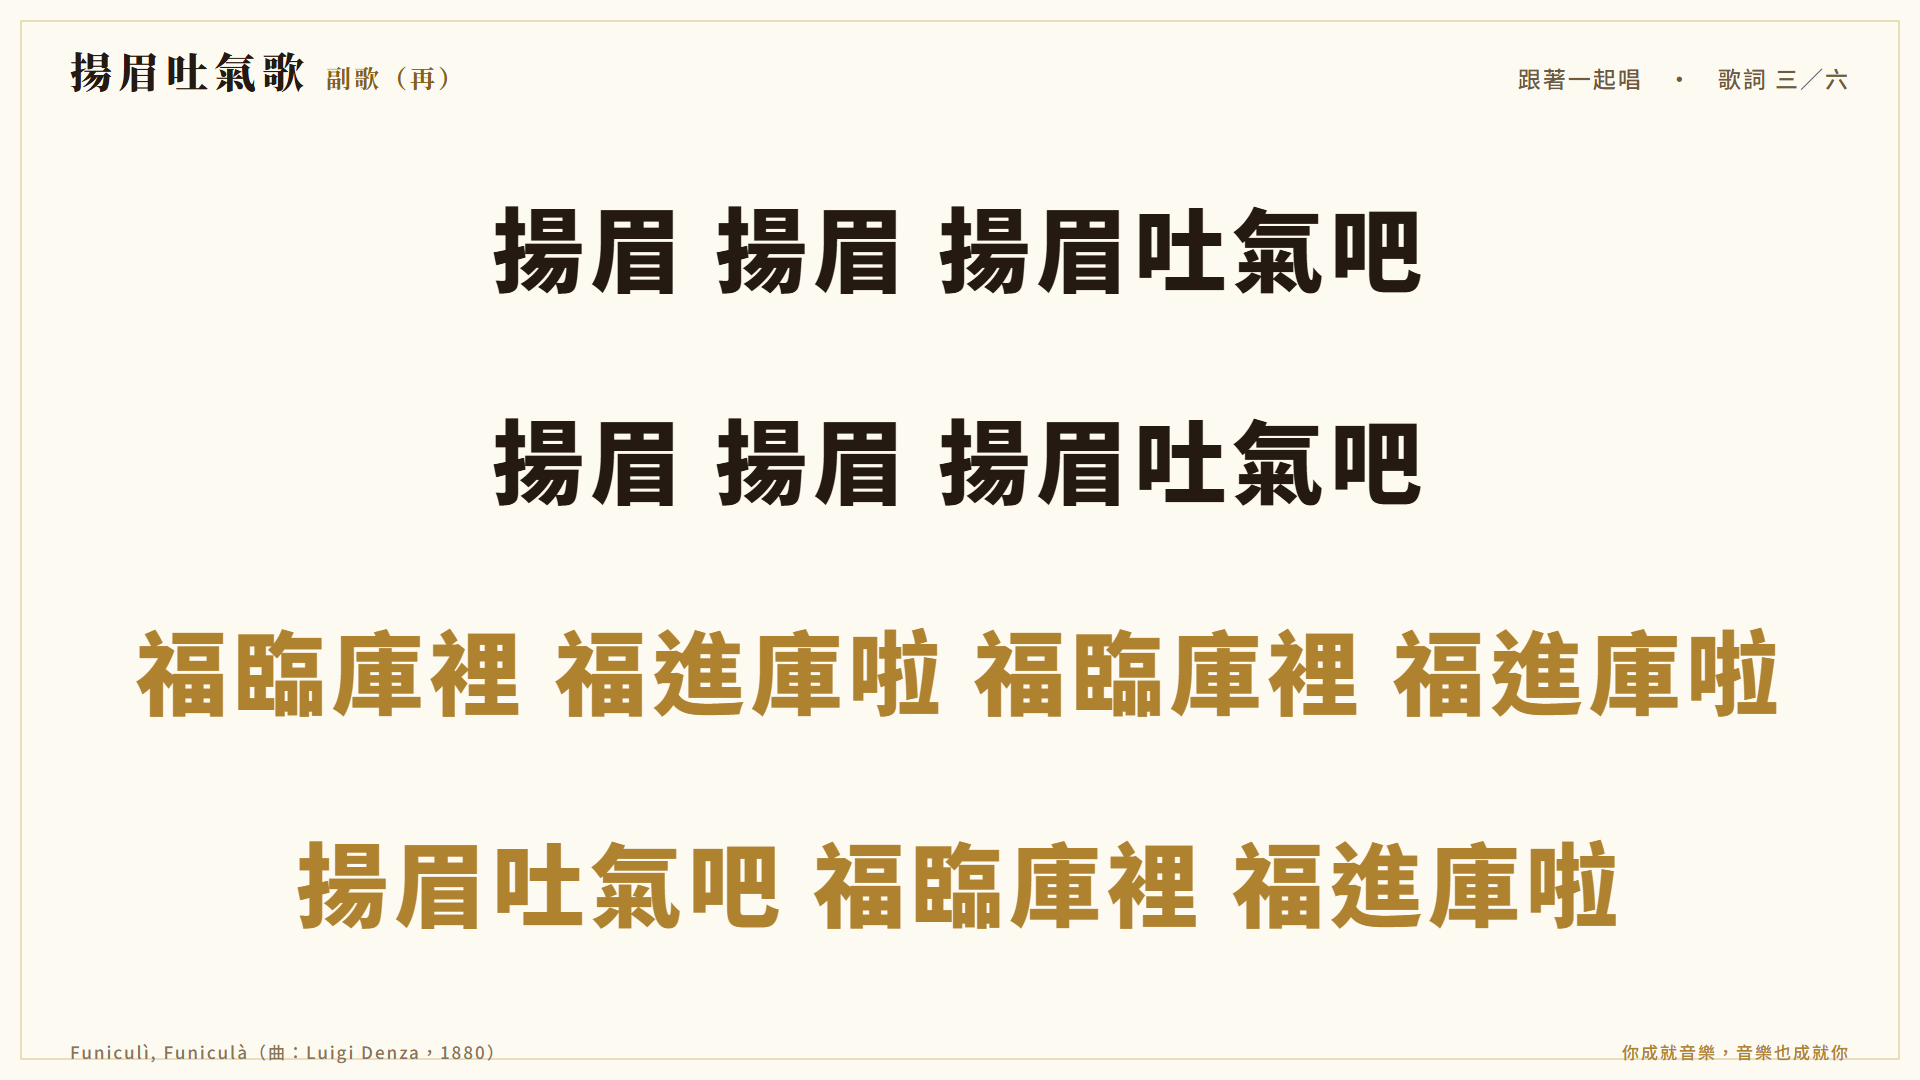 揚眉吐氣歌 副歌（再）
跟著一起唱 · 歌詞 三／六
揚眉 揚眉 揚眉吐氣吧
揚眉 揚眉 揚眉吐氣吧
福臨庫裡 福進庫啦 福臨庫裡 福進庫啦
揚眉吐氣吧 福臨庫裡 福進庫啦
Funiculì, Funiculà（曲：Luigi Denza，1880）
你成就音樂，音樂也成就你